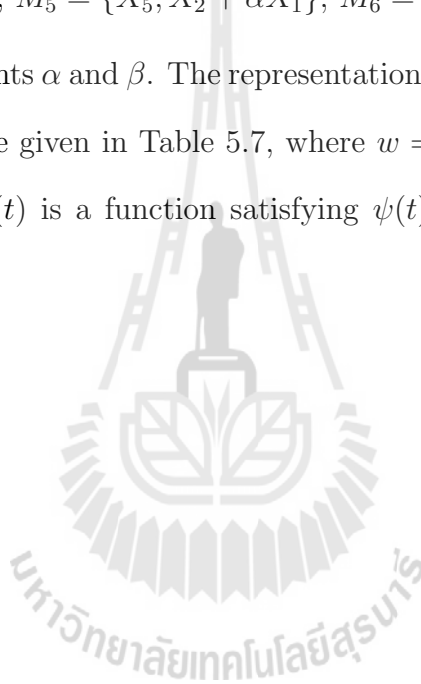 , M₅ = {X₅, X₂ + αX₁}, M₆ =
nts α and β. The representation
e given in Table 5.7, where w =
(t) is a function satisfying ψ(t)
มหาวิทยาลัยเทคโนโลยีสุรนารี